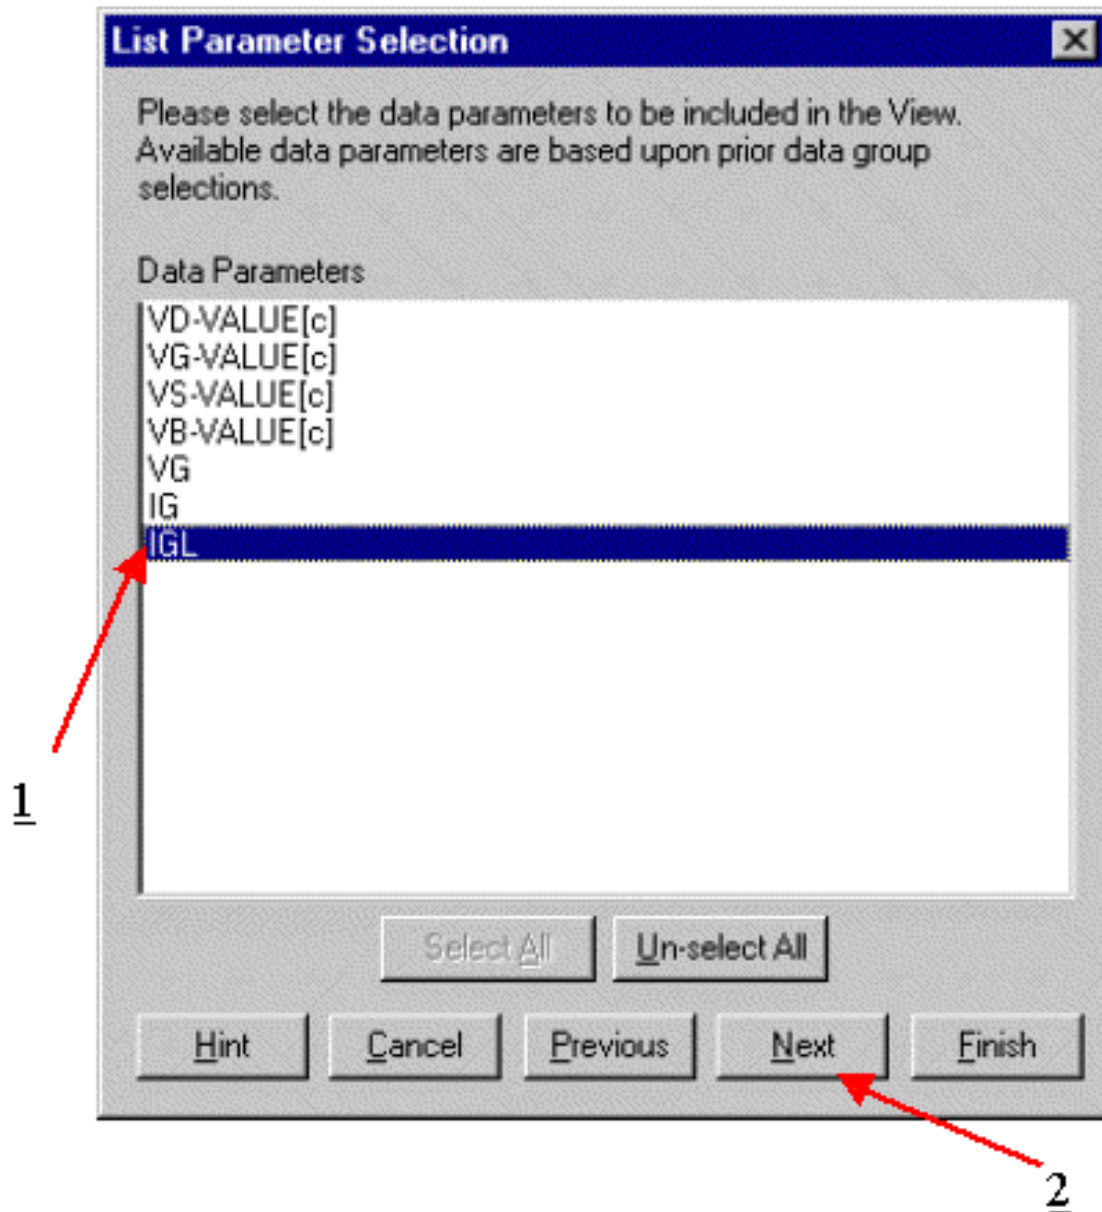 List Parameter Selection
Please select the data parameters to be included in the View.
Available data parameters are based upon prior data group
selections.
Data Parameters
VD-VALUE[c]
VG-VALUE[c]
VS-VALUE[c]
VB-VALUE[c]
VG
IG
IGL
1
Select All
Un-select All
Hint
Cancel
Previous
Next
Finish
2